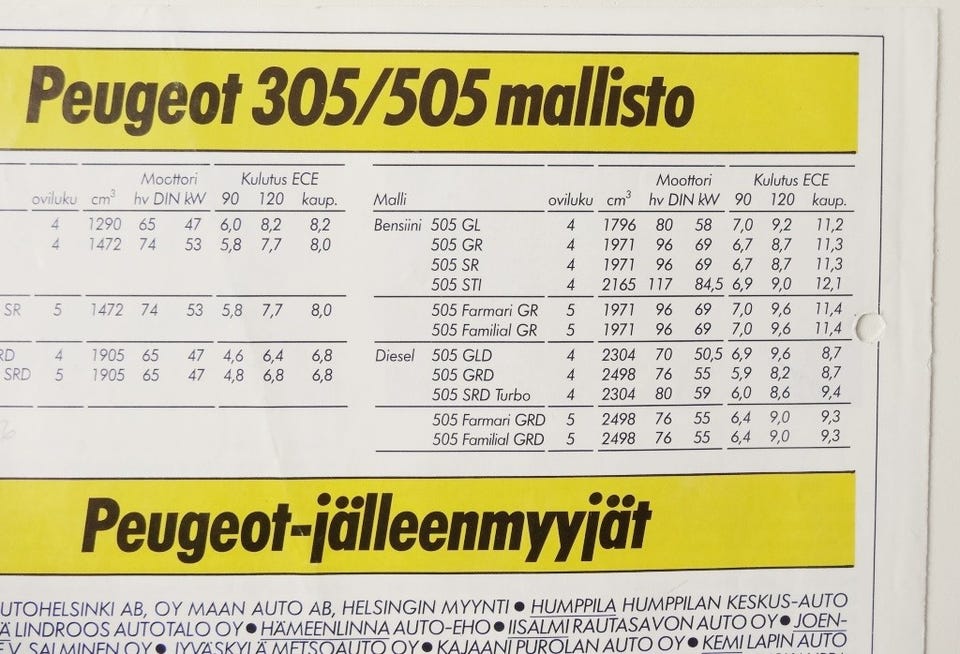 Peugeot 305/505 mallisto
Moottori Kulutus ECE
oviluku cm³ hv DIN kW 90 120 kaup.
4 1290 65 47 6,0 8,2 8,2
4 1472 74 53 5,8 7,7 8,0
SR 5 1472 74 53 5,8 7,7 8,0
RD 4 1905 65 47 4,6 6,4 6,8
SRD 5 1905 65 47 4,8 6,8 6,8
Moottori Kulutus ECE
Malli oviluku cm³ hv DIN kW 90 120 kaup.
Bensiini 505 GL 4 1796 80 58 7,0 9,2 11,2
505 GR 4 1971 96 69 6,7 8,7 11,3
505 SR 4 1971 96 69 6,7 8,7 11,3
505 STI 4 2165 117 84,5 6,9 9,0 12,1
505 Farmari GR 5 1971 96 69 7,0 9,6 11,4
505 Familial GR 5 1971 96 69 7,0 9,6 11,4
Diesel 505 GLD 4 2304 70 50,5 6,9 9,6 8,7
505 GRD 4 2498 76 55 5,9 8,2 8,7
505 SRD Turbo 4 2304 80 59 6,0 8,6 9,4
505 Farmari GRD 5 2498 76 55 6,4 9,0 9,3
505 Familial GRD 5 2498 76 55 6,4 9,0 9,3
Peugeot-jälleenmyyjät
UTOHELSINKI AB, OY MAAN AUTO AB, HELSINGIN MYYNTI ● HUMPPILA HUMPPILAN KESKUS-AUTO
Ä LINDROOS AUTOTALO OY ● HÄMEENLINNA AUTO-EHO ● IISALMI RAUTASAVON AUTO OY ● JOEN-
E.V. SALMINEN OY ● JYVÄSKYLÄ METSOAUTO OY ● KAJAANI PUROLAN AUTO OY ● KEMI LAPIN AUTO